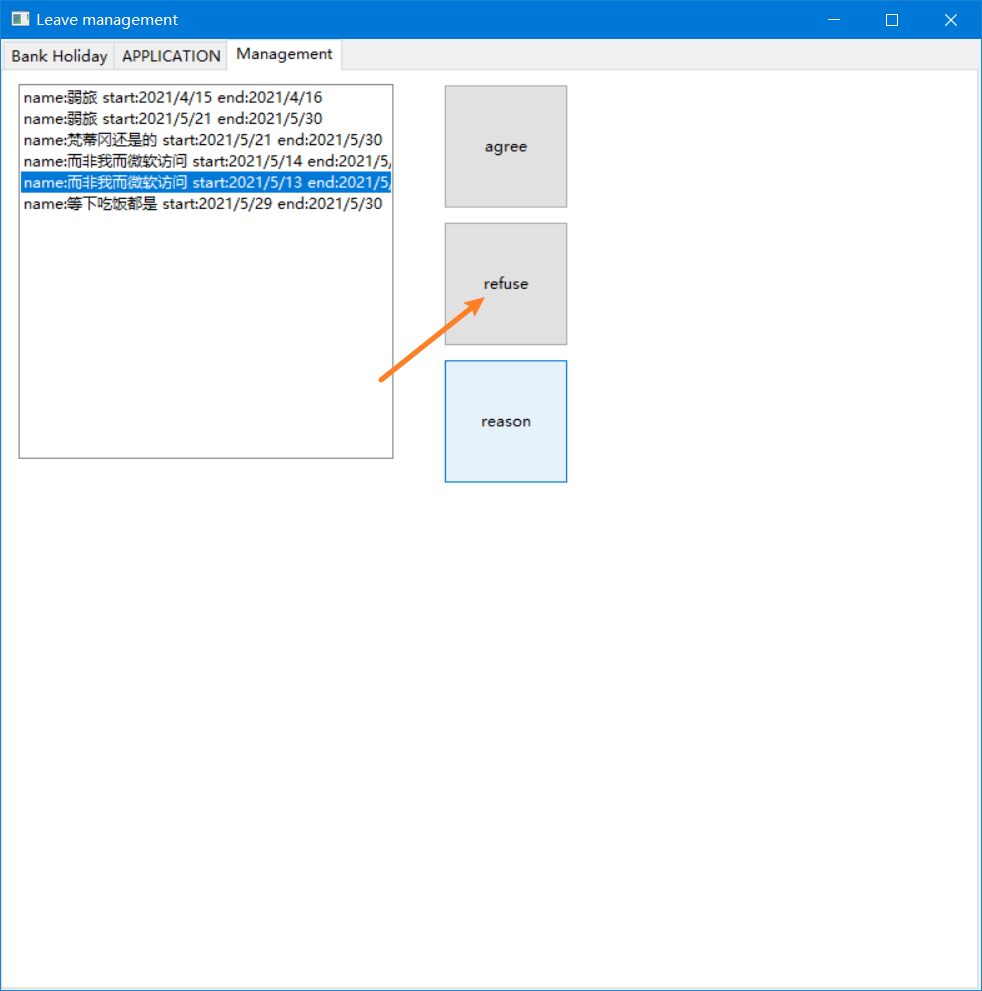 Leave management
Bank Holiday APPLICATION Management
name:弱旅 start:2021/4/15 end:2021/4/16
name:弱旅 start:2021/5/21 end:2021/5/30
name:梵蒂冈还是的 start:2021/5/21 end:2021/5/30
name:而非我而微软访问 start:2021/5/14 end:2021/5/
name:而非我而微软访问 start:2021/5/13 end:2021/5/
name:等下吃饭都是 start:2021/5/29 end:2021/5/30
agree
refuse
reason